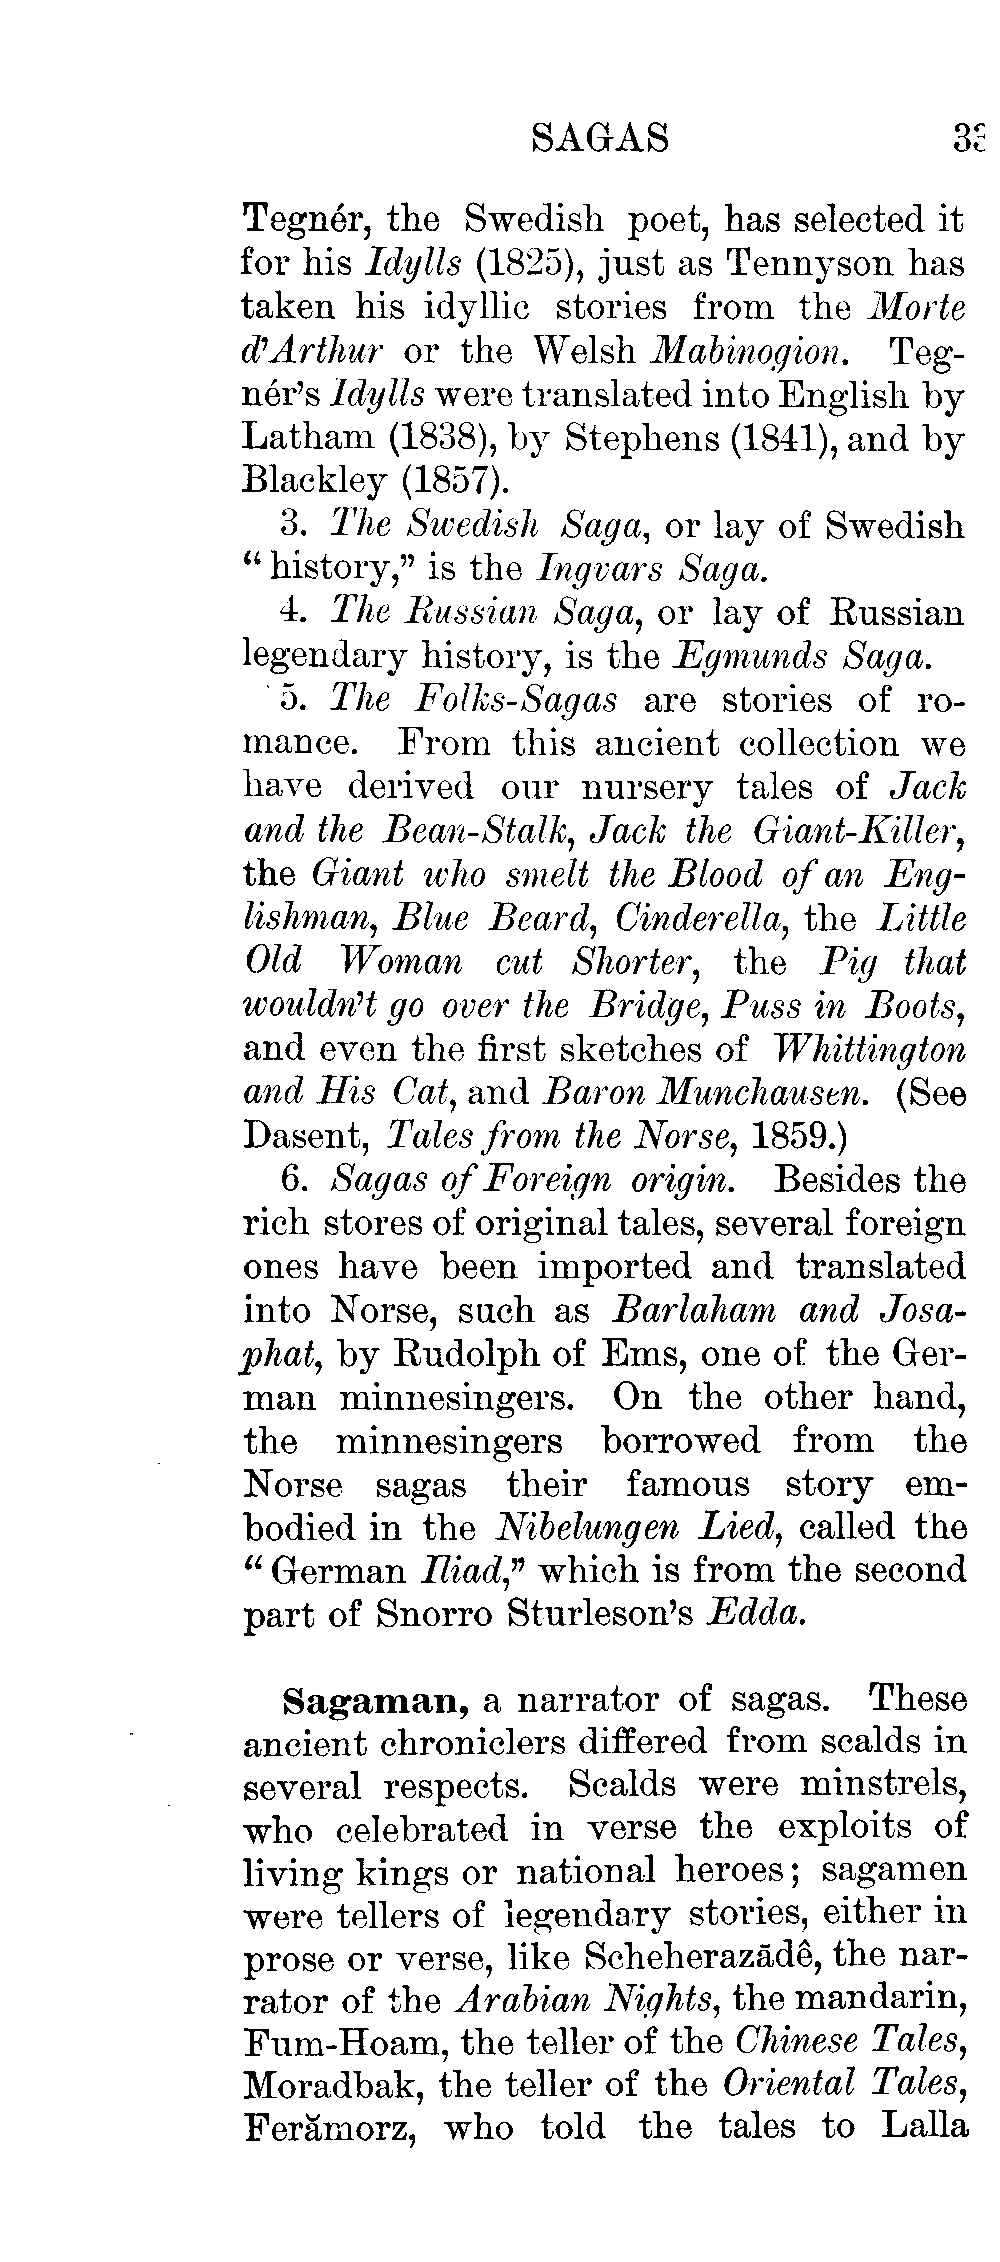 SAGAS 33
Tegnér, the Swedish poet, has selected it
for his Idylls (1825), just as Tennyson has
taken his idyllic stories from the Morte
d'Arthur or the Welsh Mabinogion. Teg-
nér's Idylls were translated into English by
Latham (1838), by Stephens (1841), and by
Blackley (1857).
3. The Swedish Saga, or lay of Swedish
“history,” is the Ingvars Saga.
4. The Russian Saga, or lay of Russian
legendary history, is the Egmunds Saga.
5. The Folks-Sagas are stories of ro-
mance. From this ancient collection we
have derived our nursery tales of Jack
and the Bean-Stalk, Jack the Giant-Killer,
the Giant who smelt the Blood of an Eng-
lishman, Blue Beard, Cinderella, the Little
Old Woman cut Shorter, the Pig that
wouldn't go over the Bridge, Puss in Boots,
and even the first sketches of Whittington
and His Cat, and Baron Munchausen. (See
Dasent, Tales from the Norse, 1859.)
6. Sagas of Foreign origin. Besides the
rich stores of original tales, several foreign
ones have been imported and translated
into Norse, such as Barlaham and Josa-
phat, by Rudolph of Ems, one of the Ger-
man minnesingers. On the other hand,
the minnesingers borrowed from the
Norse sagas their famous story em-
bodied in the Nibelungen Lied, called the
“German Iliad,” which is from the second
part of Snorro Sturleson's Edda.
Sagaman, a narrator of sagas. These
ancient chroniclers differed from scalds in
several respects. Scalds were minstrels,
who celebrated in verse the exploits of
living kings or national heroes; sagamen
were tellers of legendary stories, either in
prose or verse, like Scheherazādê, the nar-
rator of the Arabian Nights, the mandarin,
Fum-Hoam, the teller of the Chinese Tales,
Moradbak, the teller of the Oriental Tales,
Ferămorz, who told the tales to Lalla